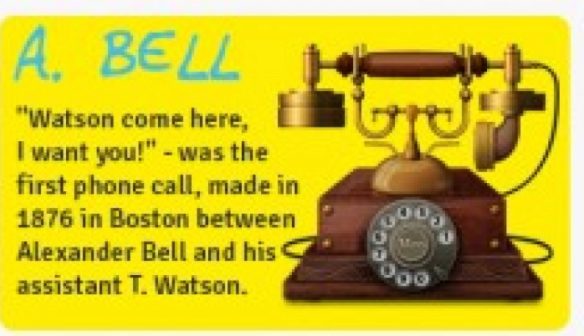 A. BELL
"Watson come here,
I want you!" - was the
first phone call, made in
1876 in Boston between
Alexander Bell and his
assistant T. Watson.